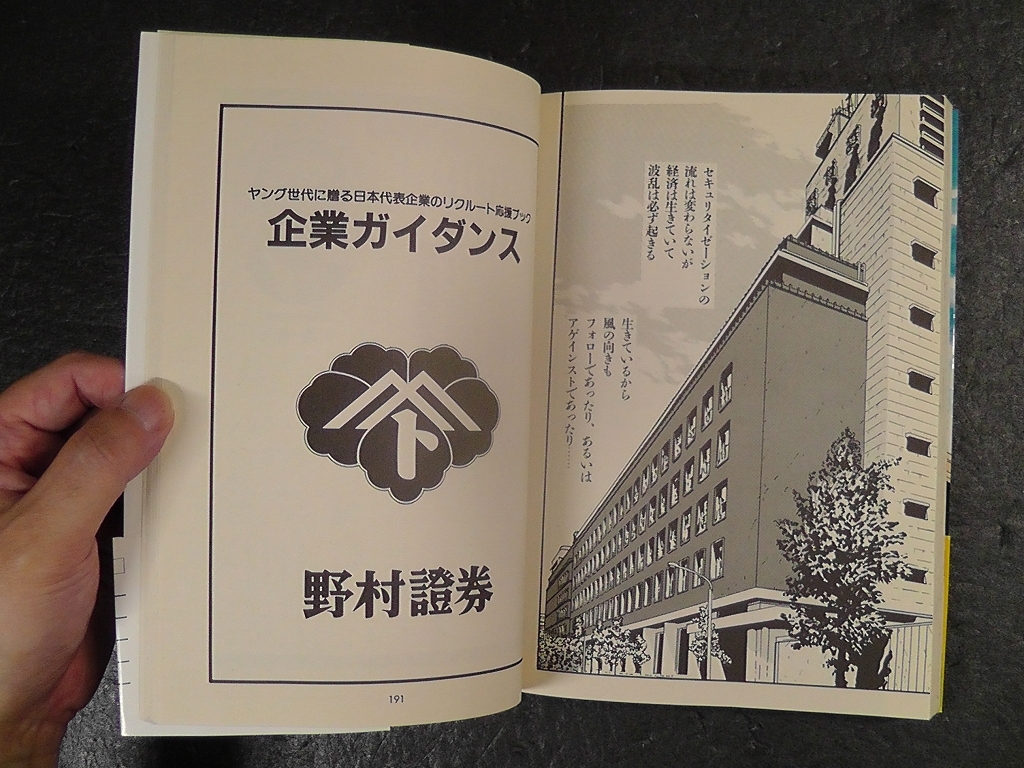 ヤング世代に贈る日本代表企業のリクルート応援ブック
企業ガイダンス
ト
野村證券
191
セキュリタイゼーションの
流れは変わらないが
経済は生きていて
波乱は必ず起きる
生きているから
風の向きも
フォローであったり、あるいは
アゲインストであったり……